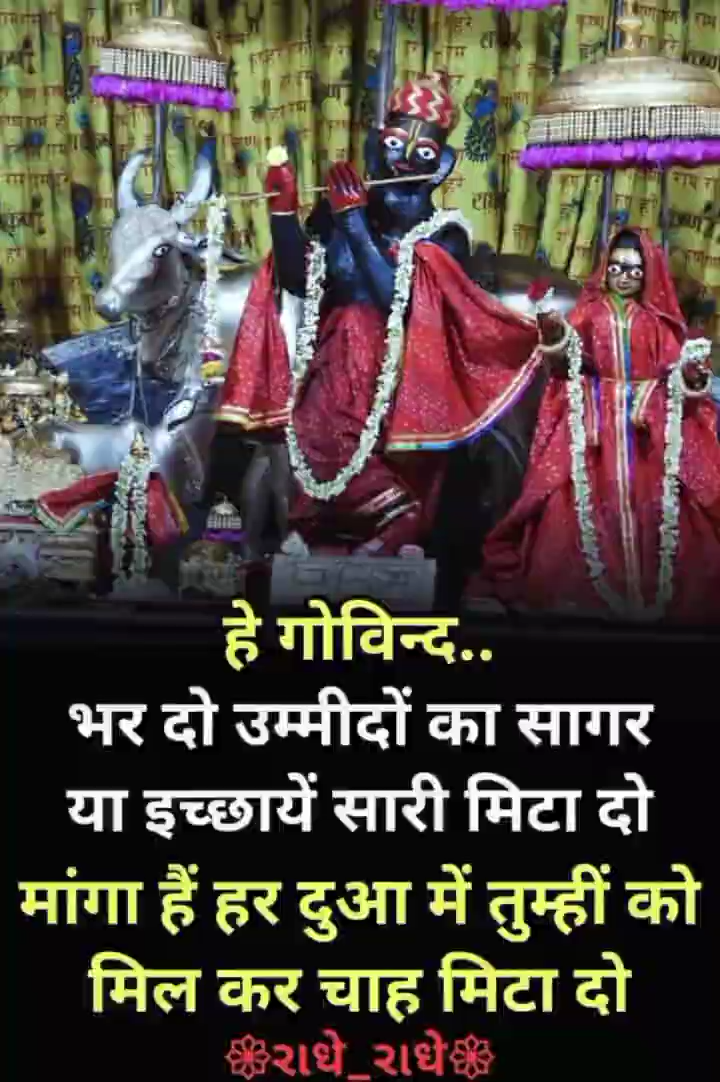 हे गोविन्द..
भर दो उम्मीदों का सागर
या इच्छायें सारी मिटा दो
मांगा हैं हर दुआ में तुम्हीं को
मिल कर चाह मिटा दो
❀રાધે_રાધે❀